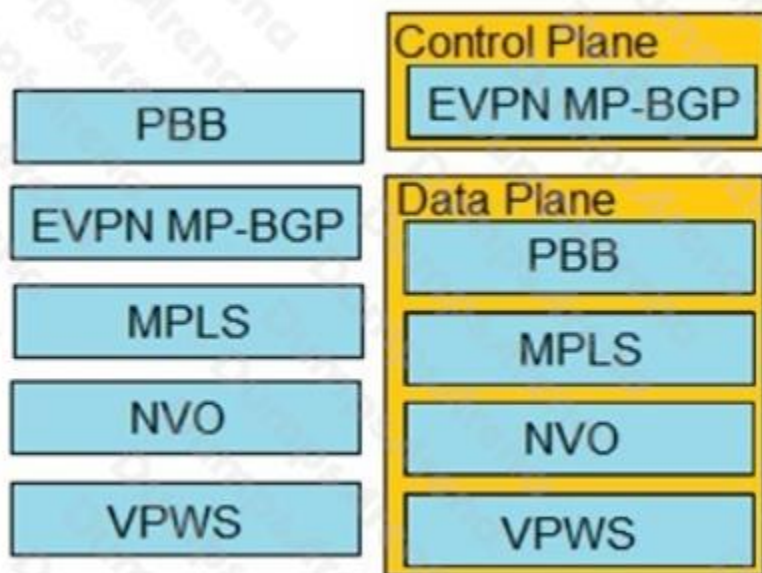 PBB
EVPN MP-BGP
MPLS
NVO
VPWS
Control Plane
EVPN MP-BGP
Data Plane
PBB
MPLS
NVO
VPWS